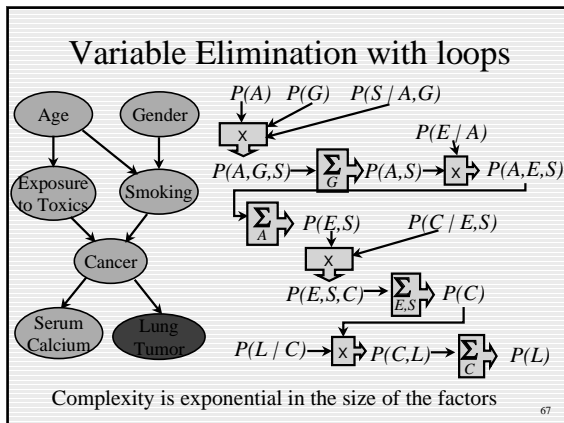 Variable Elimination with loops
Age
Gender
Exposure
to Toxics
Smoking
Cancer
Serum
Calcium
Lung
Tumor
P(A) P(G) P(S | A,G)
x
P(E | A)
P(A,G,S) Σ G P(A,S) x P(A,E,S)
Σ A P(E,S) P(C | E,S)
x
P(E,S,C) Σ E,S P(C)
P(L | C) x P(C,L) Σ C P(L)
Complexity is exponential in the size of the factors
67